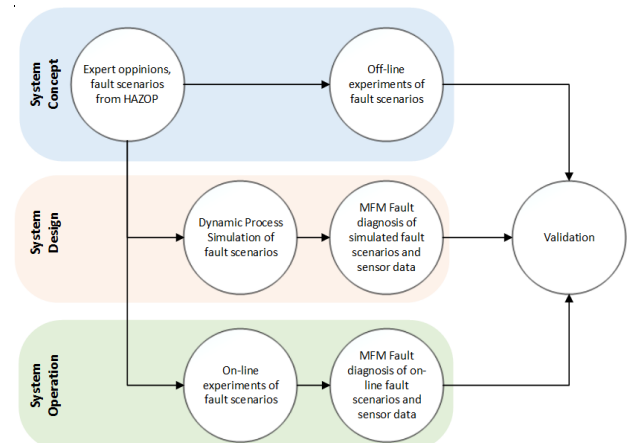 System
Concept
Expert oppinions,
fault scenarios
from HAZOP
Off-line
experiments of
fault scenarios
System
Design
Dynamic Process
Simulation of
fault scenarios
MFM Fault
diagnosis of
simulated fault
scenarios and
sensor data
Validation
System
Operation
On-line
experiments of
fault scenarios
MFM Fault
diagnosis of on-
line fault
scenarios and
sensor data